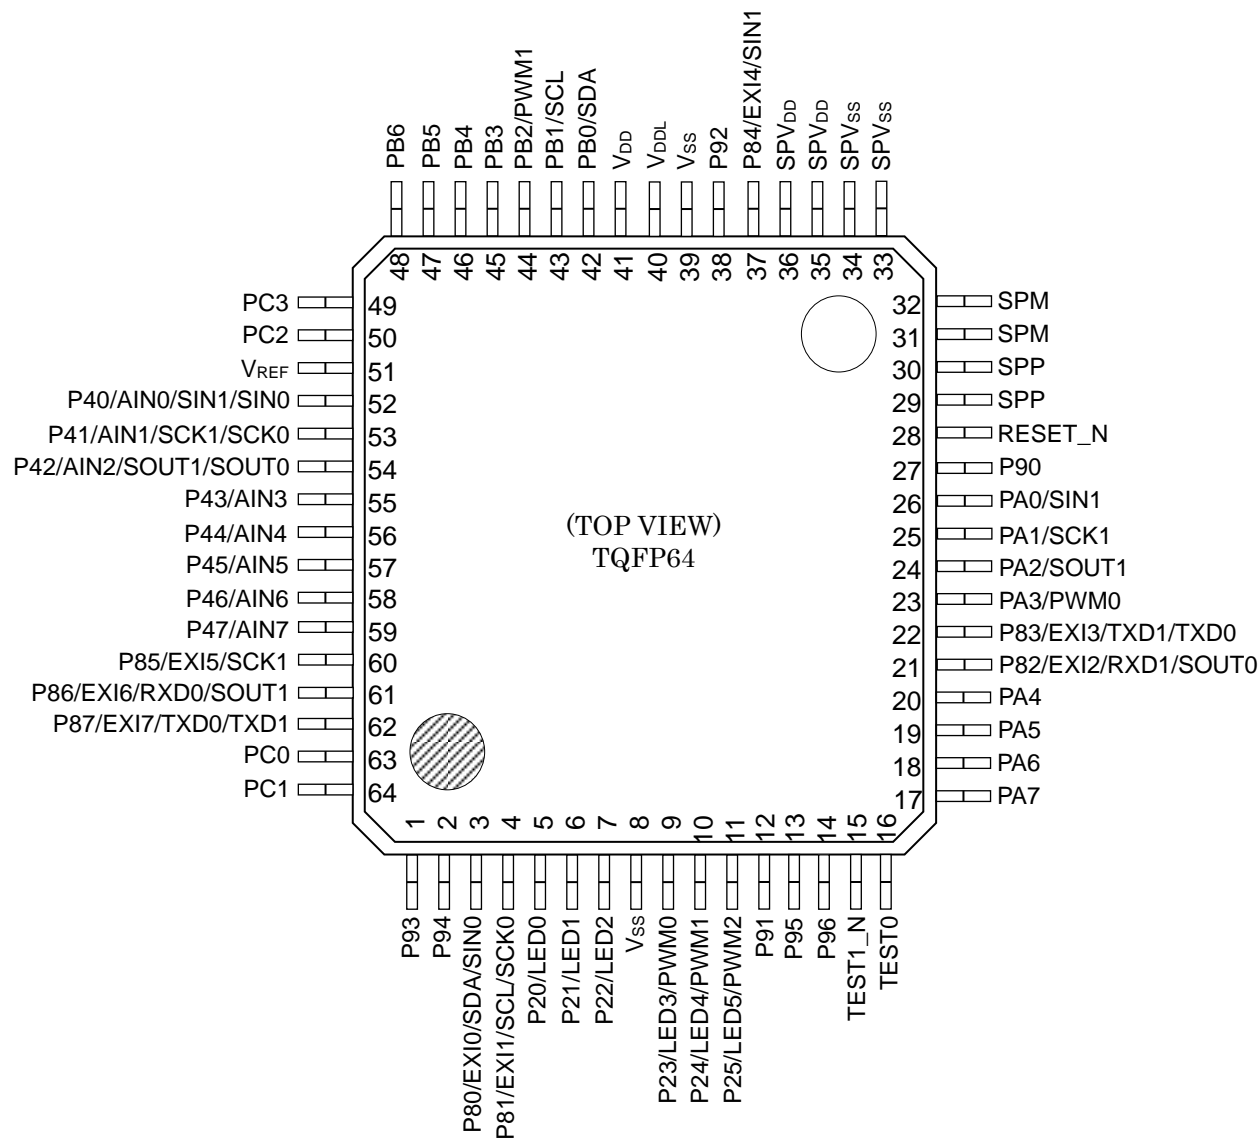 PB6
PB5
PB4
PB3
PB2/PWM1
PB1/SCL
PB0/SDA
VDD
VDDL
VSS
P92
P84/EXI4/SIN1
SPVDD
SPVDD
SPVSS
SPVSS
48
47
46
45
44
43
42
41
40
39
38
37
36
35
34
33
PC3 49
PC2 50
VREF 51
P40/AIN0/SIN1/SIN0 52
P41/AIN1/SCK1/SCK0 53
P42/AIN2/SOUT1/SOUT0 54
P43/AIN3 55
P44/AIN4 56
P45/AIN5 57
P46/AIN6 58
P47/AIN7 59
P85/EXI5/SCK1 60
P86/EXI6/RXD0/SOUT1 61
P87/EXI7/TXD0/TXD1 62
PC0 63
PC1 64
(TOP VIEW)
TQFP64
32 SPM
31 SPM
30 SPP
29 SPP
28 RESET_N
27 P90
26 PA0/SIN1
25 PA1/SCK1
24 PA2/SOUT1
23 PA3/PWM0
22 P83/EXI3/TXD1/TXD0
21 P82/EXI2/RXD1/SOUT0
20 PA4
19 PA5
18 PA6
17 PA7
1
2
3
4
5
6
7
8
9
10
11
12
13
14
15
16
P93
P94
P80/EXI0/SDA/SIN0
P81/EXI1/SCL/SCK0
P20/LED0
P21/LED1
P22/LED2
VSS
P23/LED3/PWM0
P24/LED4/PWM1
P25/LED5/PWM2
P91
P95
P96
TEST1_N
TEST0